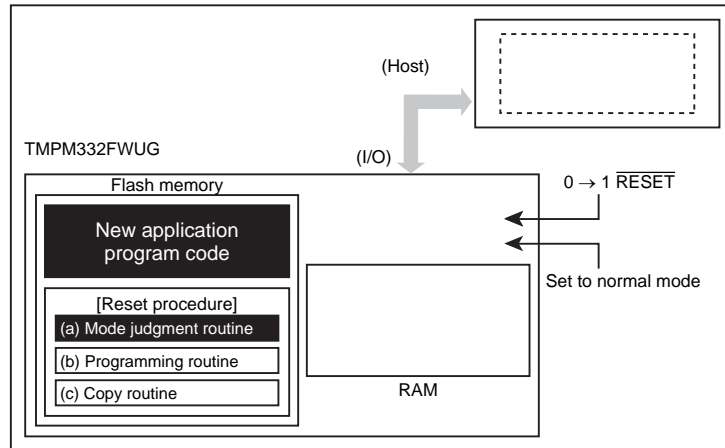 (Host)
TMPM332FWUG
(I/O)
Flash memory
0 → 1 RESET
New application
program code
Set to normal mode
[Reset procedure]
(a) Mode judgment routine
(b) Programming routine
(c) Copy routine
RAM